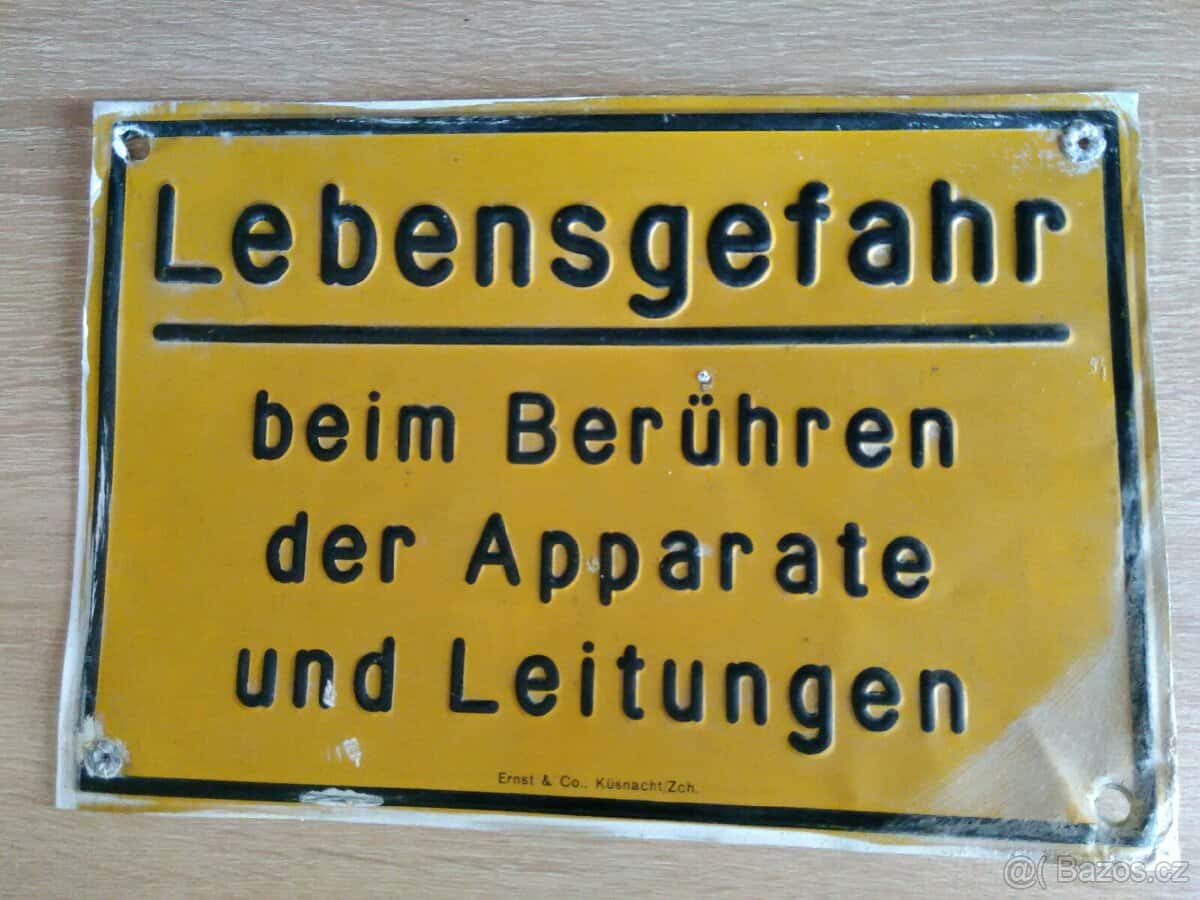 Lebensgefahr
beim Berühren
der Apparate
und Leitungen
Ernst & Co., Küsnacht/Zch.
@( Bazos.cz